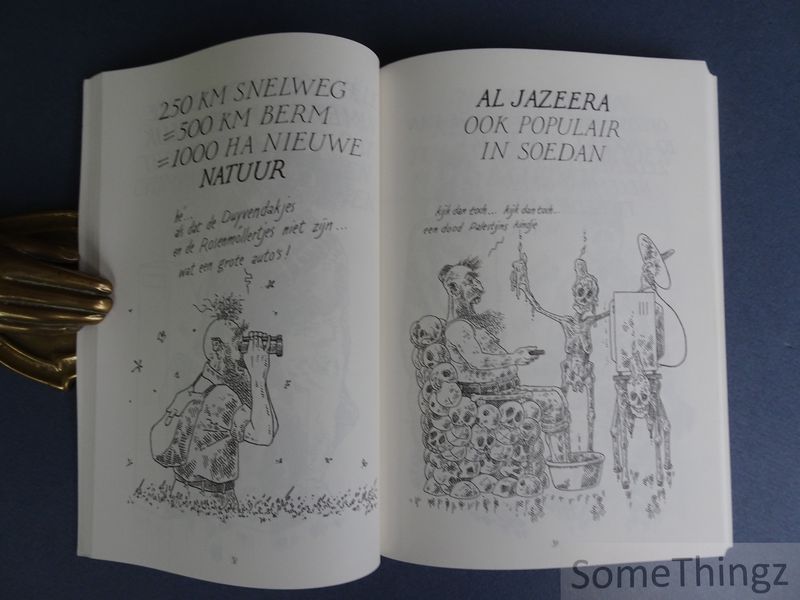 250 KM SNELWEG
=500 KM BERM
=1000 HA NIEUWE
NATUUR
hé...
als dat de Duyvendakjes
en de Rosenmöllertjes niet zijn...
wat een grote auto's!
AL JAZEERA
OOK POPULAIR
IN SOEDAN
kijk dan toch... kijk dan toch...
een dood Palestijns kindje
SomeThingz